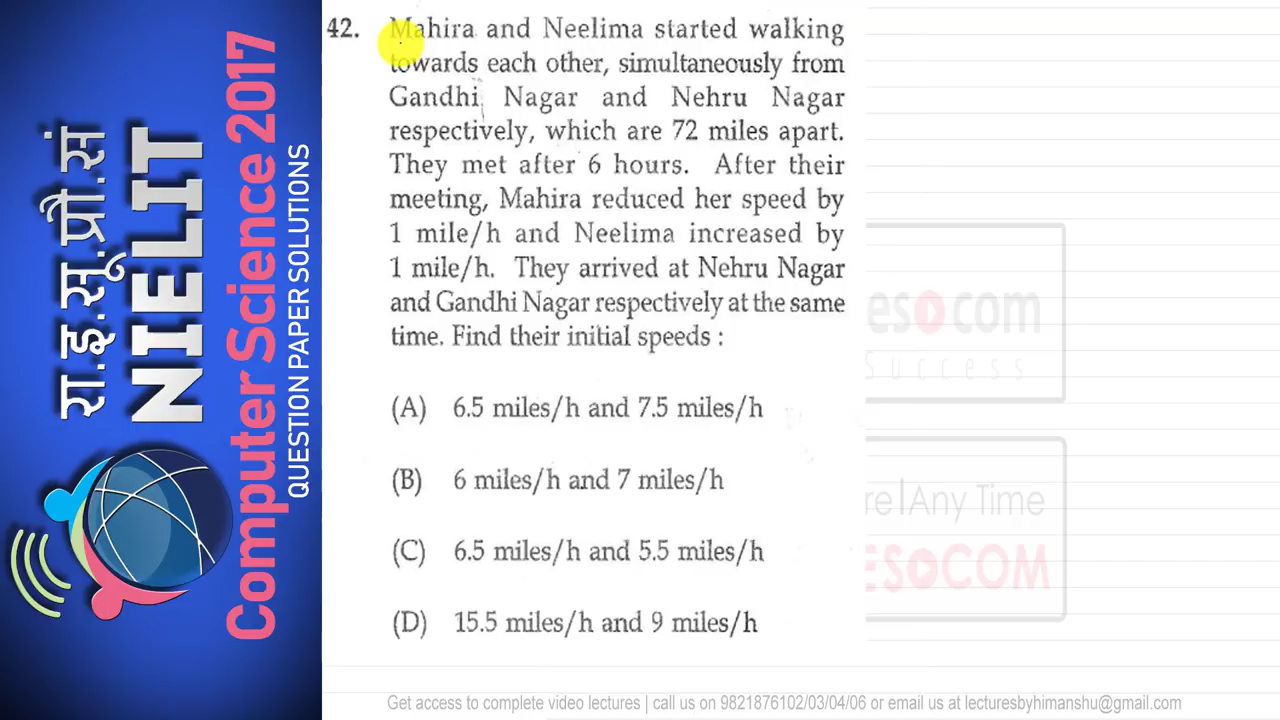 रा.इ.सू.प्रौ.सं
NIELIT
Computer Science 2017
QUESTION PAPER SOLUTIONS
42. Mahira and Neelima started walking
towards each other, simultaneously from
Gandhi Nagar and Nehru Nagar
respectively, which are 72 miles apart.
They met after 6 hours. After their
meeting, Mahira reduced her speed by
1 mile/h and Neelima increased by
1 mile/h. They arrived at Nehru Nagar
and Gandhi Nagar respectively at the same
time. Find their initial speeds :
(A) 6.5 miles/h and 7.5 miles/h
(B) 6 miles/h and 7 miles/h
(C) 6.5 miles/h and 5.5 miles/h
(D) 15.5 miles/h and 9 miles/h
com
Success
Any Time
COM
Get access to complete video lectures | call us on 9821876102/03/04/06 or email us at lecturesbyhimanshu@gmail.com